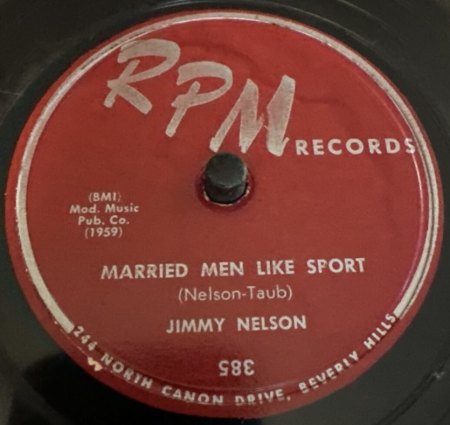 RPM
RECORDS
(BMI)
Mod. Music
Pub. Co.
(1959)
MARRIED MEN LIKE SPORT
(Nelson-Taub)
JIMMY NELSON
385
244 NORTH CANON DRIVE, BEVERLY HILLS